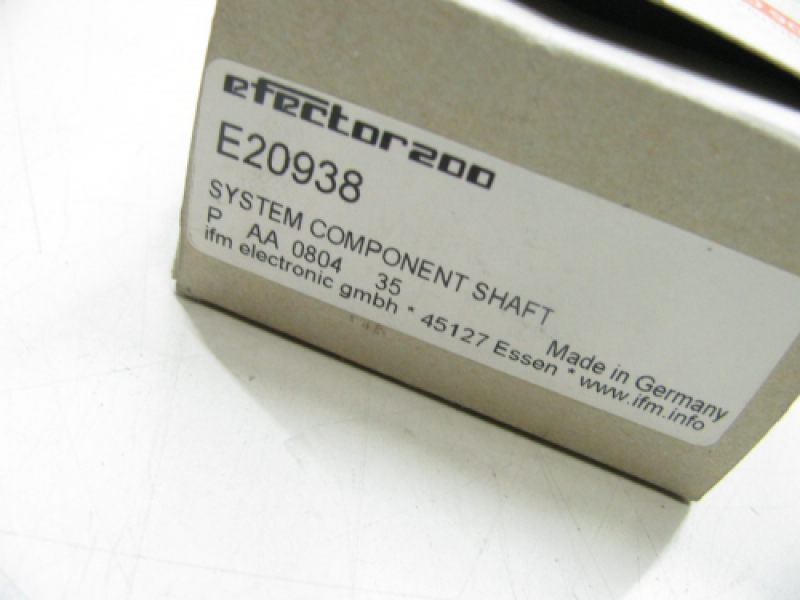 efector200
E20938
SYSTEM COMPONENT SHAFT
P AA 0804 35
Made in Germany
ifm electronic gmbh * 45127 Essen * www.ifm.info